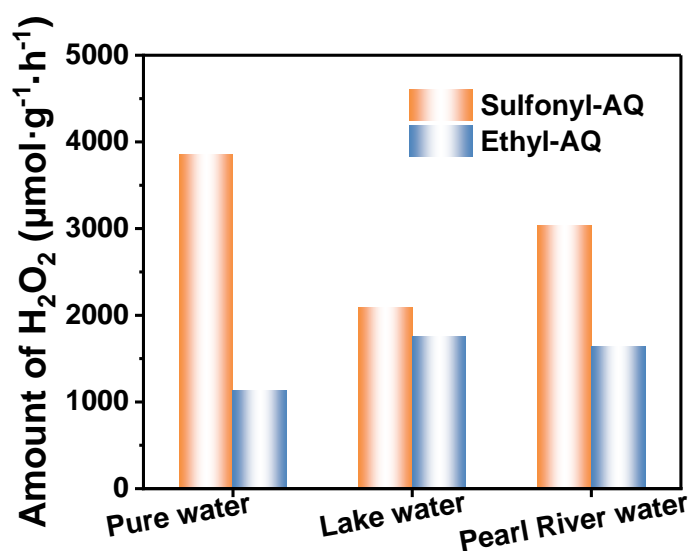 Amount of H₂O₂ (μmol·g⁻¹·h⁻¹)
5000
4000
3000
2000
1000
0
Sulfonyl-AQ
Ethyl-AQ
Pure water
Lake water
Pearl River water